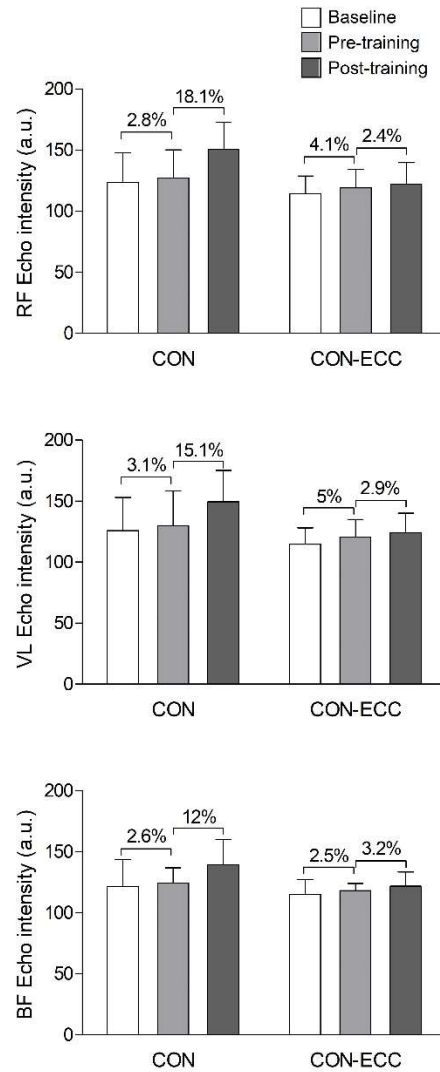 Baseline
Pre-training
Post-training
RF Echo intensity (a.u.)
200
150
100
50
0
2.8%
18.1%
4.1%
2.4%
CON
CON-ECC
VL Echo intensity (a.u.)
200
150
100
50
0
3.1%
15.1%
5%
2.9%
CON
CON-ECC
BF Echo intensity (a.u.)
200
150
100
50
0
2.6%
12%
2.5%
3.2%
CON
CON-ECC